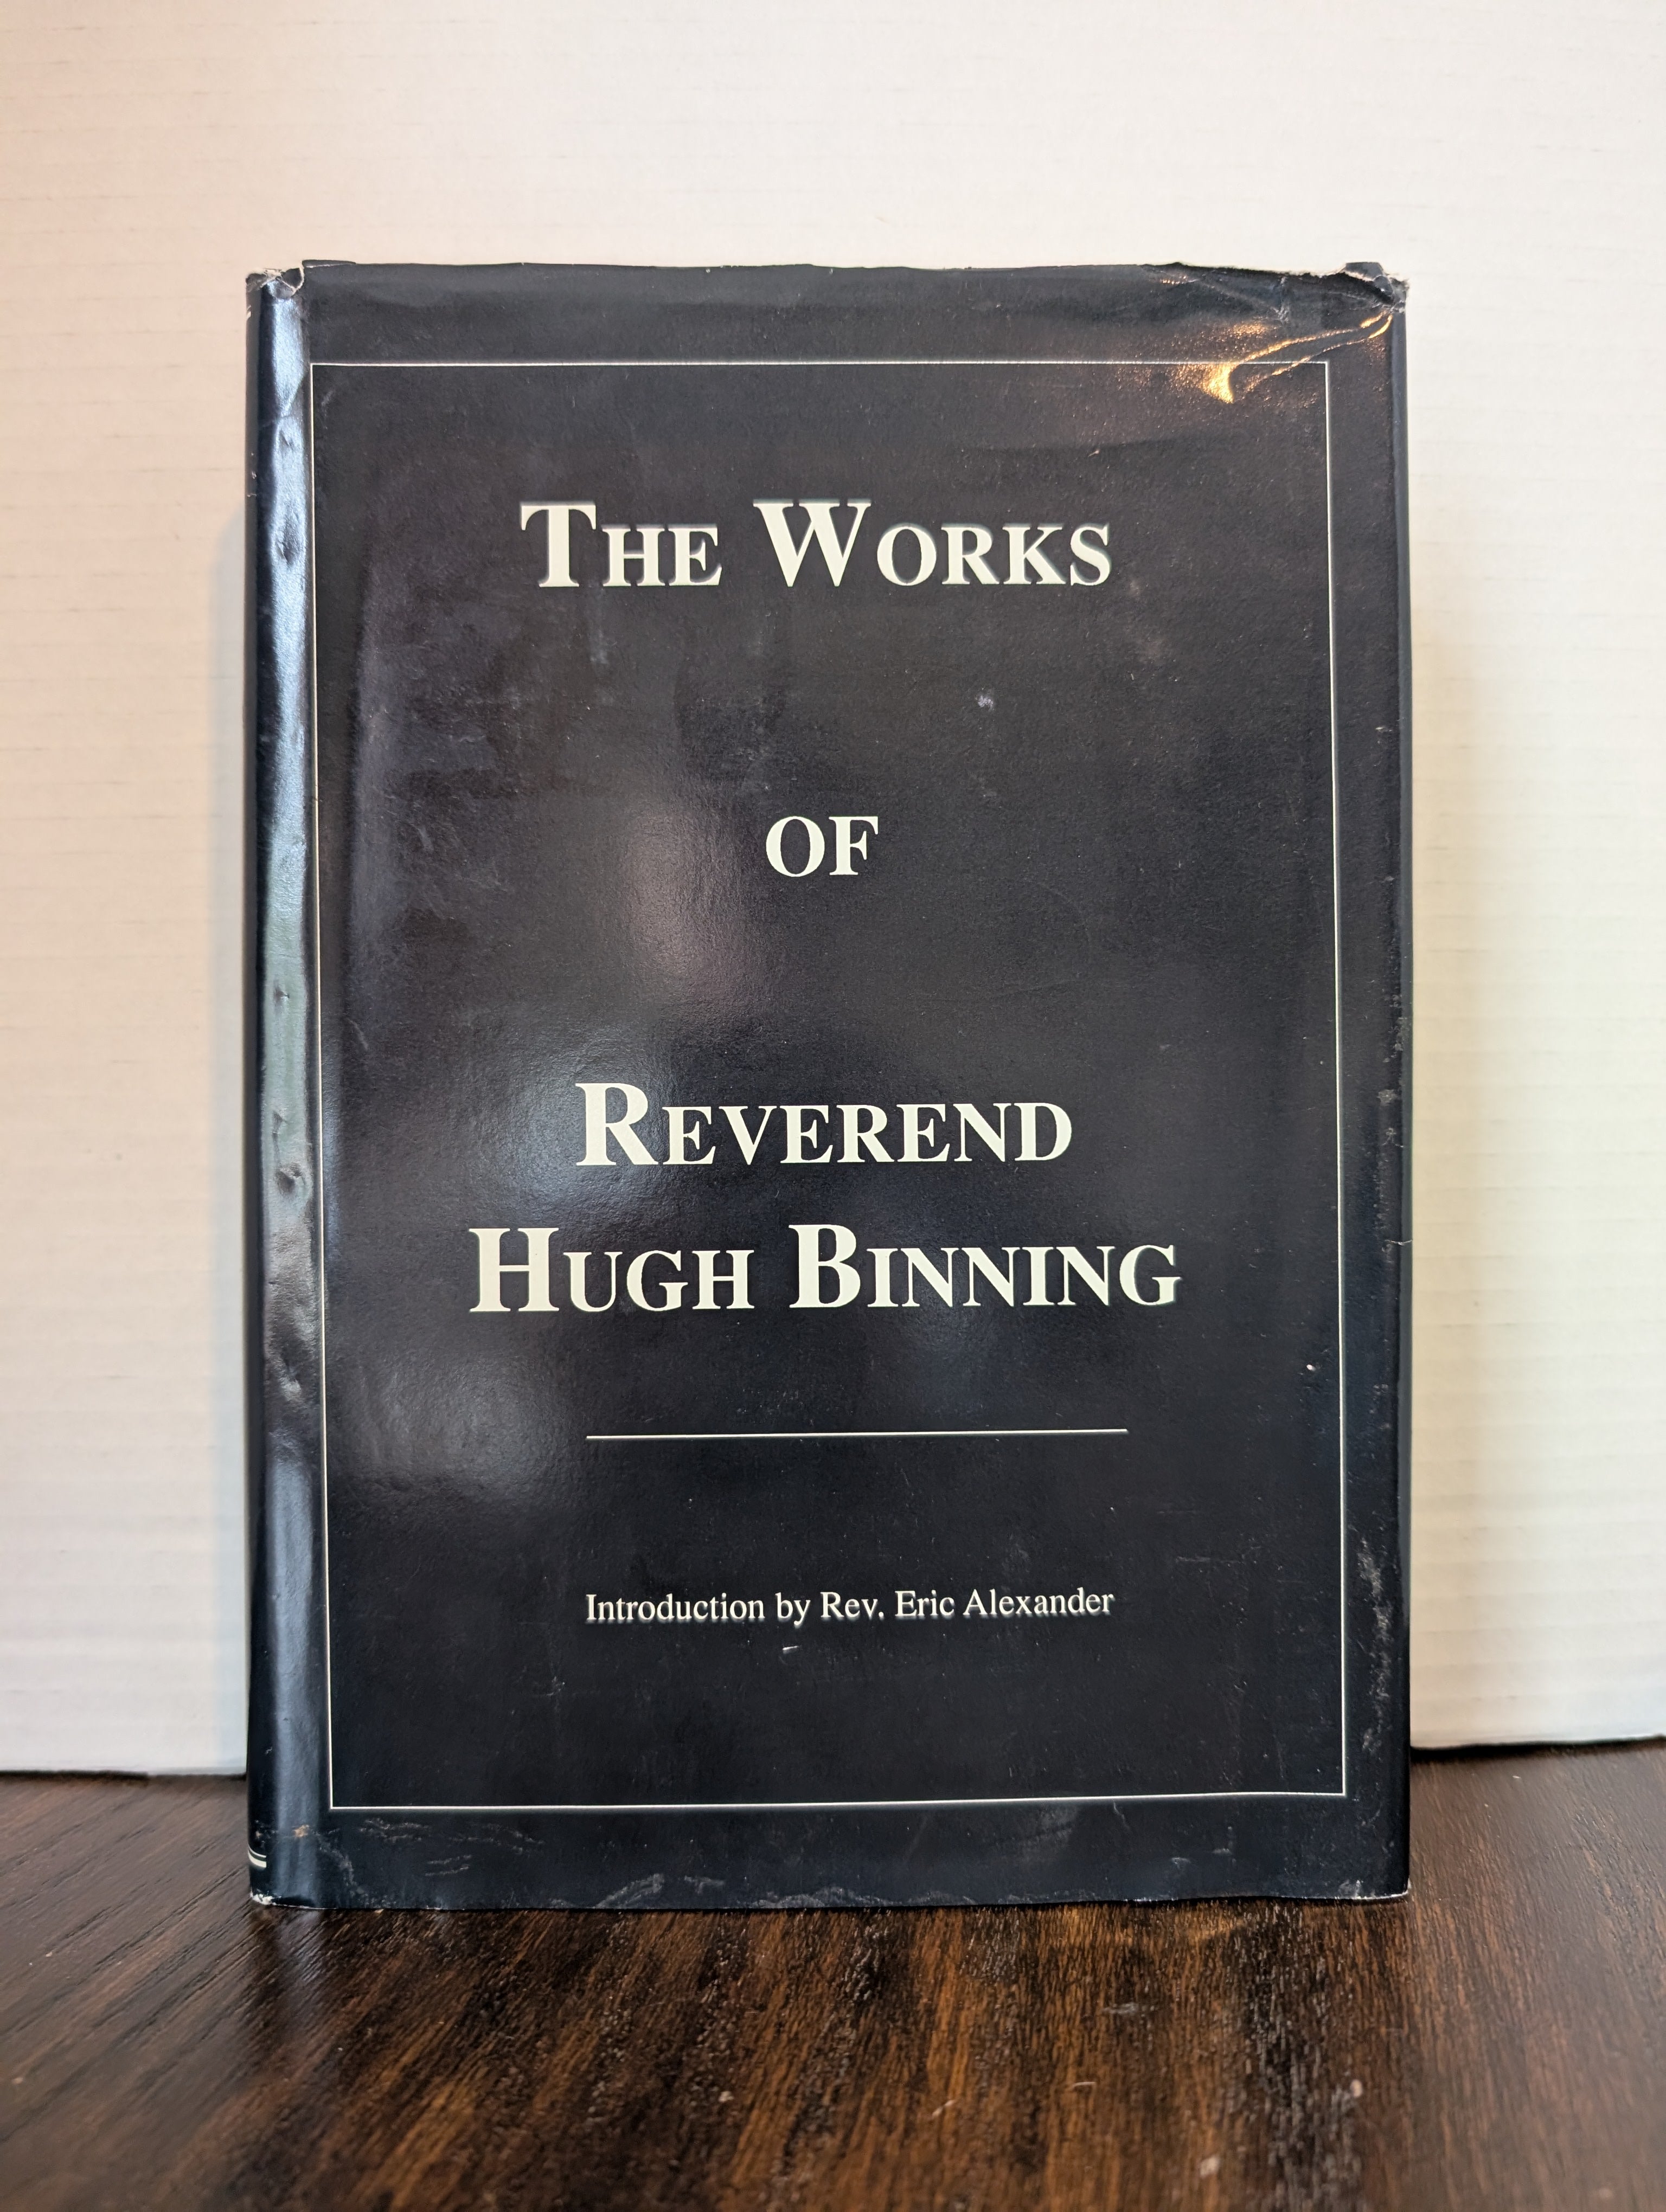 The Works
of
Reverend
Hugh Binning
Introduction by Rev. Eric Alexander